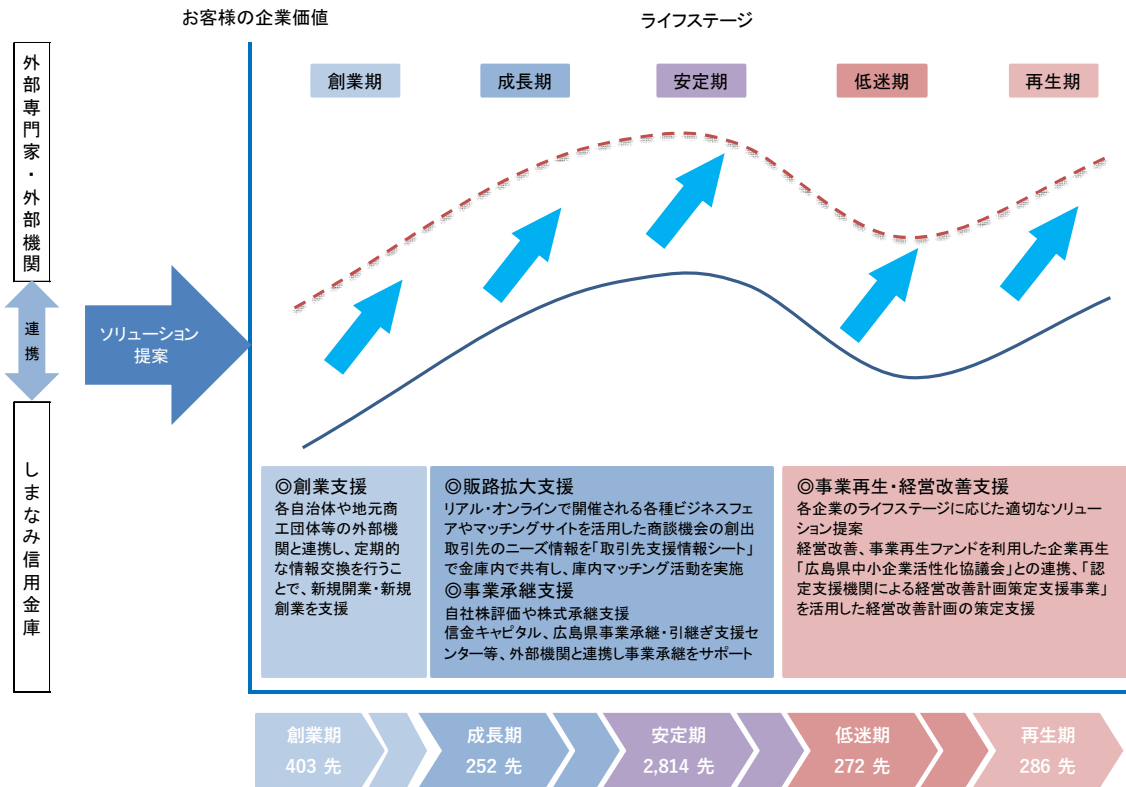 お客様の企業価値
ライフステージ
外部専門家・外部機関
連携
しまなみ信用金庫
ソリューション
提案
創業期
成長期
安定期
低迷期
再生期
◎創業支援
各自治体や地元商
工団体等の外部機
関と連携し、定期的
な情報交換を行うこ
とで、新規開業・新規
創業を支援
◎販路拡大支援
リアル・オンラインで開催される各種ビジネスフェ
アやマッチングサイトを活用した商談機会の創出
取引先のニーズ情報を「取引先支援情報シート」
で金庫内で共有し、庫内マッチング活動を実施
◎事業承継支援
自社株評価や株式承継支援
信金キャピタル、広島県事業承継・引継ぎ支援セ
ンター等、外部機関と連携し事業承継をサポート
◎事業再生・経営改善支援
各企業のライフステージに応じた適切なソリュー
ション提案
経営改善、事業再生ファンドを利用した企業再生
「広島県中小企業活性化協議会」との連携、「認
定支援機関による経営改善計画策定支援事業」
を活用した経営改善計画の策定支援
創業期
403 先
成長期
252 先
安定期
2,814 先
低迷期
272 先
再生期
286 先